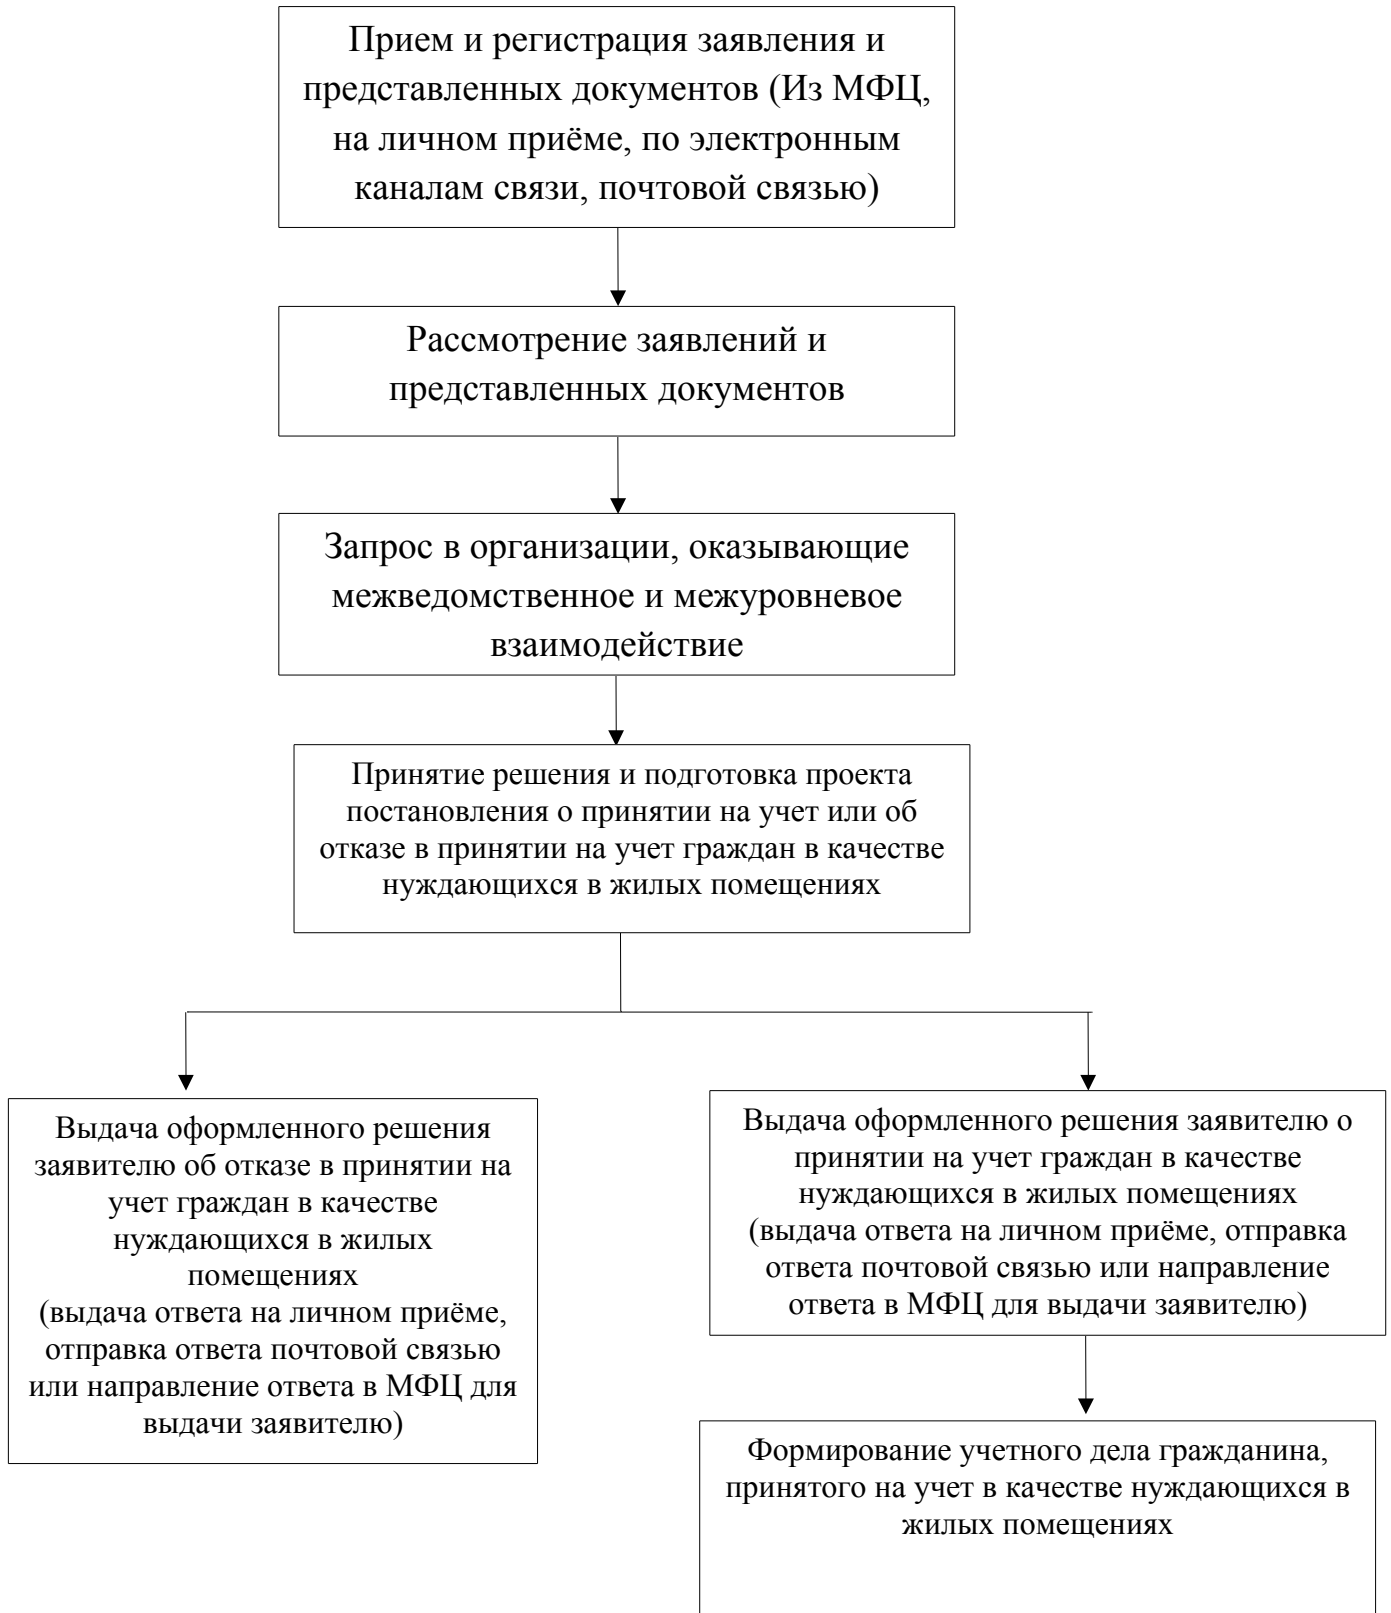 Прием и регистрация заявления и
представленных документов (Из МФЦ,
на личном приёме, по электронным
каналам связи, почтовой связью)
Рассмотрение заявлений и
представленных документов
Запрос в организации, оказывающие
межведомственное и межуровневое
взаимодействие
Принятие решения и подготовка проекта
постановления о принятии на учет или об
отказе в принятии на учет граждан в качестве
нуждающихся в жилых помещениях
Выдача оформленного решения
заявителю об отказе в принятии на
учет граждан в качестве
нуждающихся в жилых
помещениях
(выдача ответа на личном приёме,
отправка ответа почтовой связью
или направление ответа в МФЦ для
выдачи заявителю)
Выдача оформленного решения заявителю о
принятии на учет граждан в качестве
нуждающихся в жилых помещениях
(выдача ответа на личном приёме, отправка
ответа почтовой связью или направление
ответа в МФЦ для выдачи заявителю)
Формирование учетного дела гражданина,
принятого на учет в качестве нуждающихся в
жилых помещениях